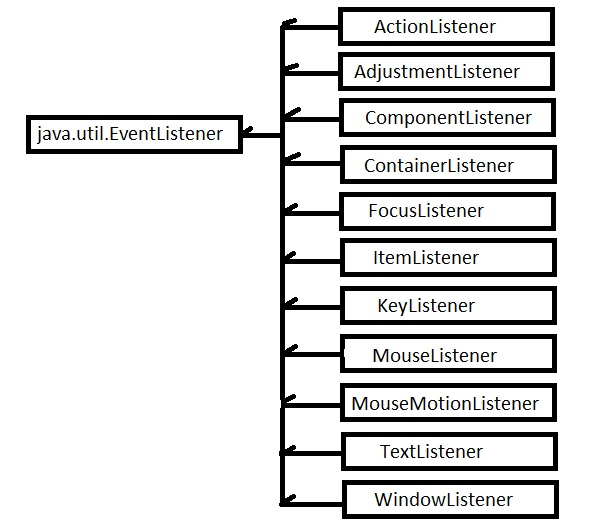 ActionListener
AdjustmentListener
ComponentListener
java.util.EventListener
ContainerListener
FocusListener
ItemListener
KeyListener
MouseListener
MouseMotionListener
TextListener
WindowListener